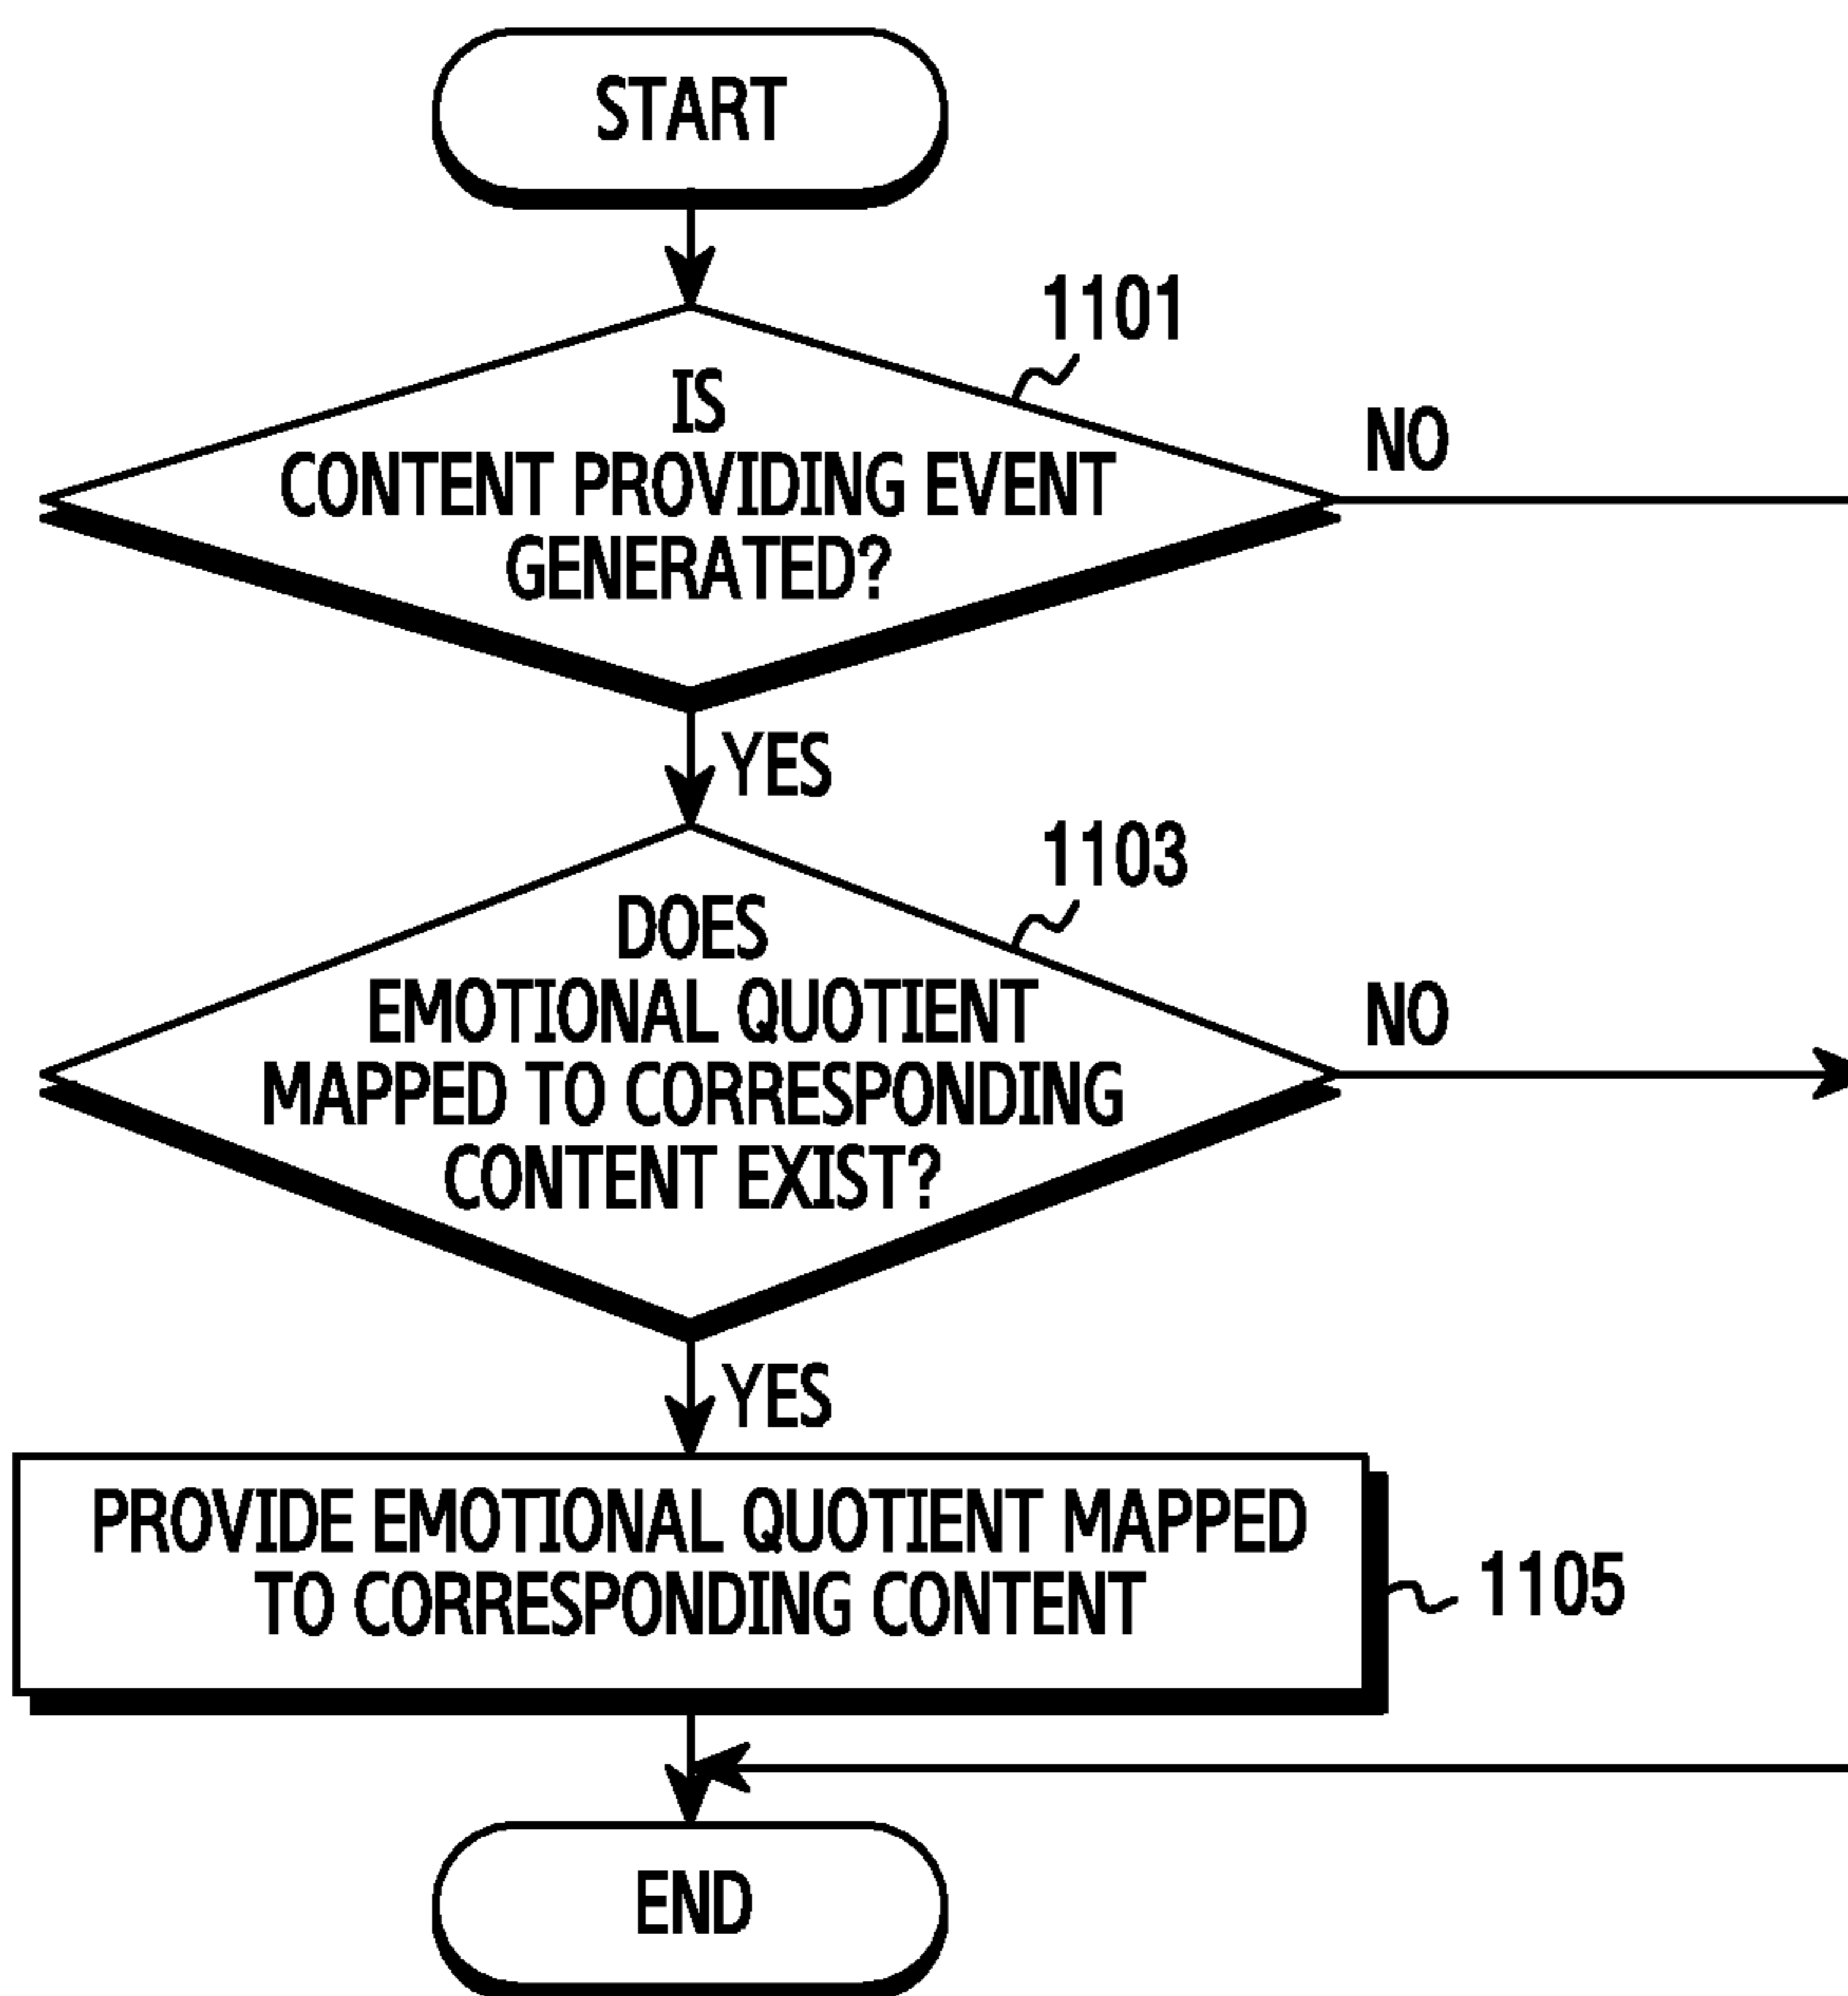 START
1101
IS
CONTENT PROVIDING EVENT
GENERATED?
NO
YES
1103
DOES
EMOTIONAL QUOTIENT
MAPPED TO CORRESPONDING
CONTENT EXIST?
NO
YES
PROVIDE EMOTIONAL QUOTIENT MAPPED
TO CORRESPONDING CONTENT
1105
END